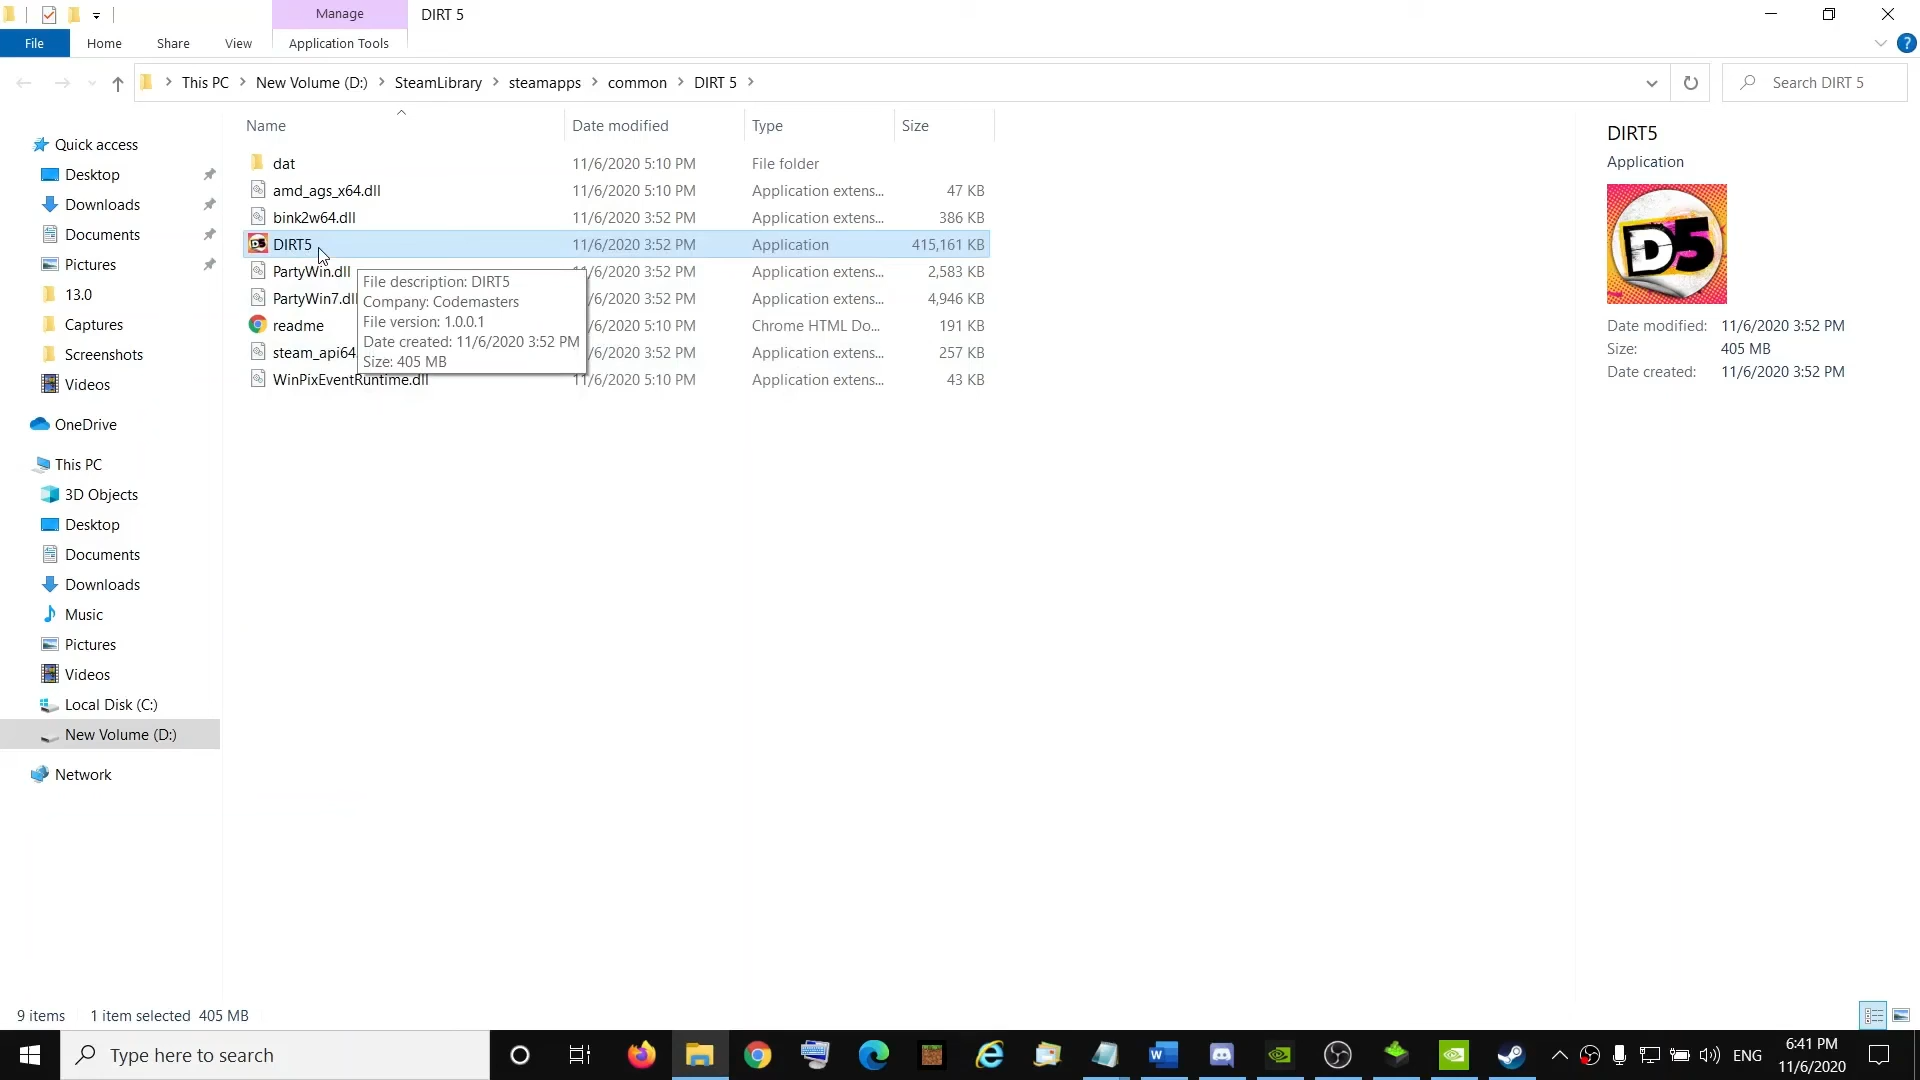 Manage
DIRT 5
File
Home
Share
View
Application Tools
This PC
New Volume (D:)
SteamLibrary
steamapps
common
DIRT 5
Search DIRT 5
Name
Date modified
Type
Size
dat
11/6/2020 5:10 PM
File folder
amd_ags_x64.dll
11/6/2020 5:10 PM
Application extens...
47 KB
bink2w64.dll
11/6/2020 3:52 PM
Application extens...
386 KB
DIRT5
11/6/2020 3:52 PM
Application
415,161 KB
PartyWin.dll
/6/2020 3:52 PM
Application extens...
2,583 KB
PartyWin7.dll
/6/2020 3:52 PM
Application extens...
4,946 KB
readme
/6/2020 5:10 PM
Chrome HTML Do...
191 KB
steam_api64
/6/2020 3:52 PM
Application extens...
257 KB
WinPixEventRuntime.dll
11/6/2020 5:10 PM
Application extens...
43 KB
File description: DIRT5
Company: Codemasters
File version: 1.0.0.1
Date created: 11/6/2020 3:52 PM
Size: 405 MB
Quick access
Desktop
Downloads
Documents
Pictures
13.0
Captures
Screenshots
Videos
OneDrive
This PC
3D Objects
Desktop
Documents
Downloads
Music
Pictures
Videos
Local Disk (C:)
New Volume (D:)
Network
DIRT5
Application
D5
Date modified: 11/6/2020 3:52 PM
Size: 405 MB
Date created: 11/6/2020 3:52 PM
9 items
1 item selected 405 MB
Type here to search
ENG
6:41 PM
11/6/2020